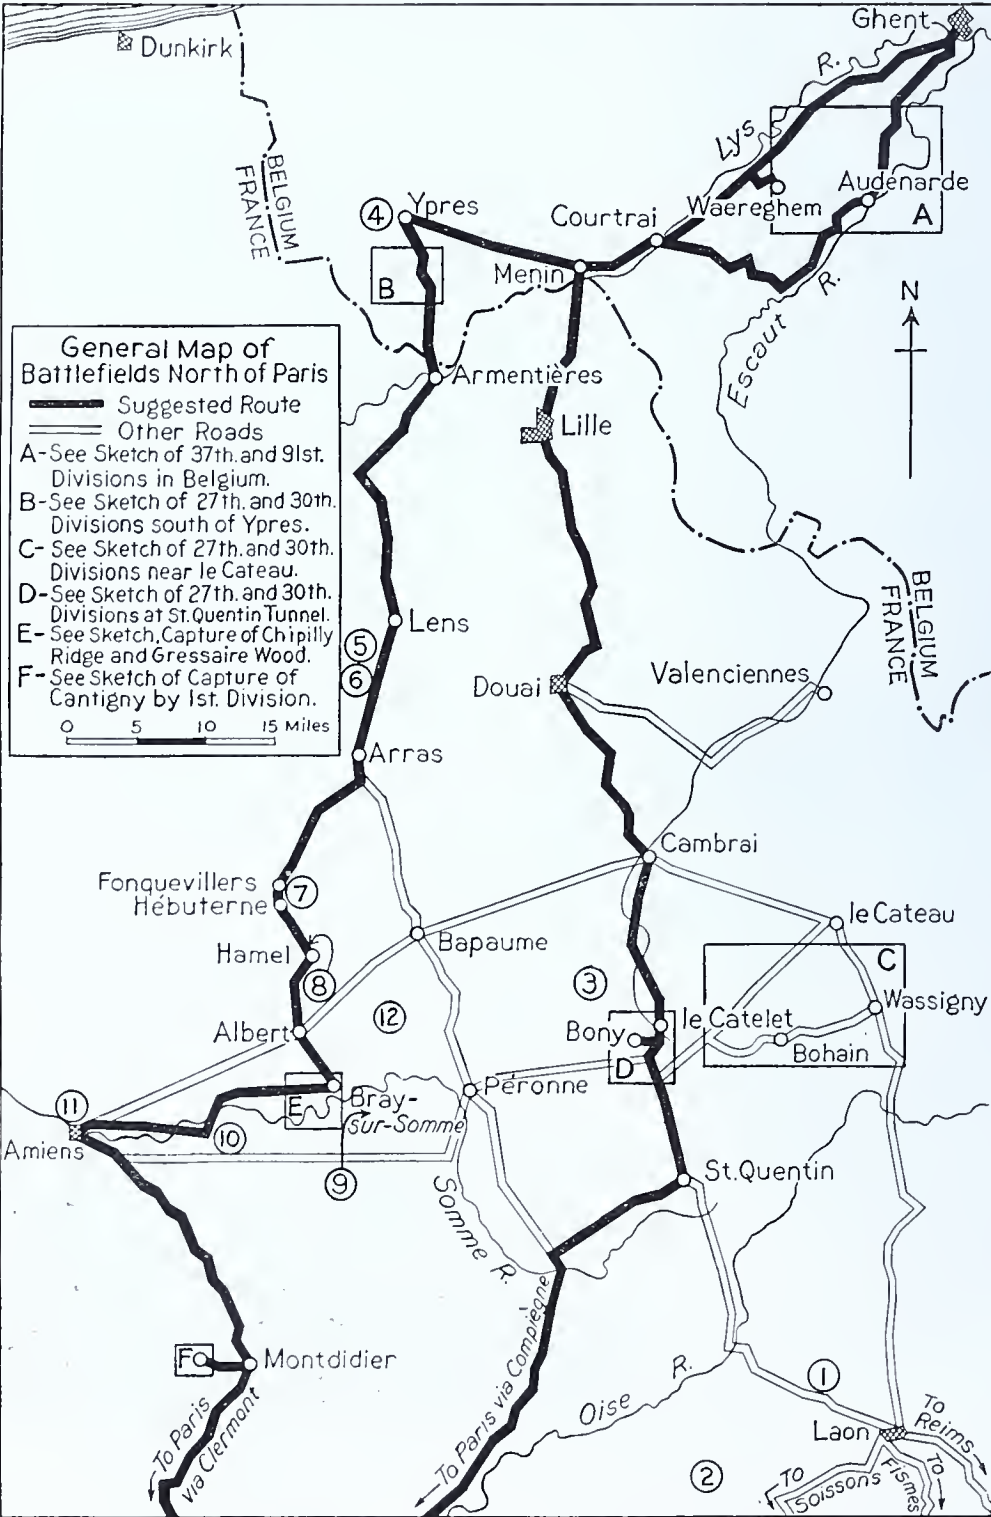 Ghent
Dunkirk
R.
Lys
BELGIUM
FRANCE
A
Audenarde
Waereghem
Courtrai
4
Ypres
Menin
B
R.
Escaut
N
General Map of
Battlefields North of Paris
Suggested Route
Other Roads
A-See Sketch of 37th. and 91st.
Divisions in Belgium.
B-See Sketch of 27th. and 30th.
Divisions south of Ypres.
C- See Sketch of 27th. and 30th.
Divisions near le Cateau.
D-See Sketch of 27th. and 30th.
Divisions at St. Quentin Tunnel.
E- See Sketch, Capture of Chipilly
Ridge and Gressaire Wood.
F- See Sketch of Capture of
Cantigny by 1st. Division.
0 5 10 15 Miles
Armentières
Lille
BELGIUM
FRANCE
Lens
5
6
Douai
Valenciennes
Arras
Cambrai
Fonquevillers
Hébuterne
7
le Cateau
Bapaume
Hamel
8
C
3
12
Wassigny
le Catelet
Bony
Bohain
D
Albert
Péronne
E
Bray-
sur-Somme
11
10
Amiens
9
St. Quentin
Somme R.
F
Montdidier
To Paris
via Clermont
To Paris via Compiègne
Oise R.
1
2
Laon
To
Reims
To
Soissons
To
Fismes